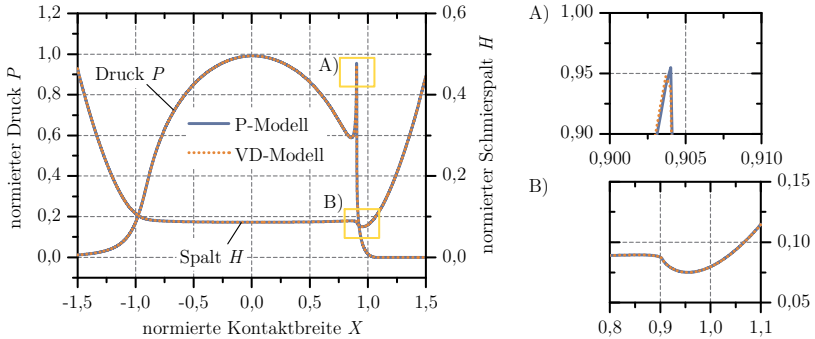 normierter Druck P
1,2
1,0
0,8
0,6
0,4
0,2
0,0
0,6
0,4
0,2
0,0
normierter Schmierspalt H
Druck P
A)
P-Modell
VD-Modell
B)
Spalt H
-1,5 -1,0 -0,5 0,0 0,5 1,0 1,5
normierte Kontaktbreite X
A)
1,00
0,95
0,90
0,900 0,905 0,910
B)
0,15
0,10
0,05
0,8 0,9 1,0 1,1